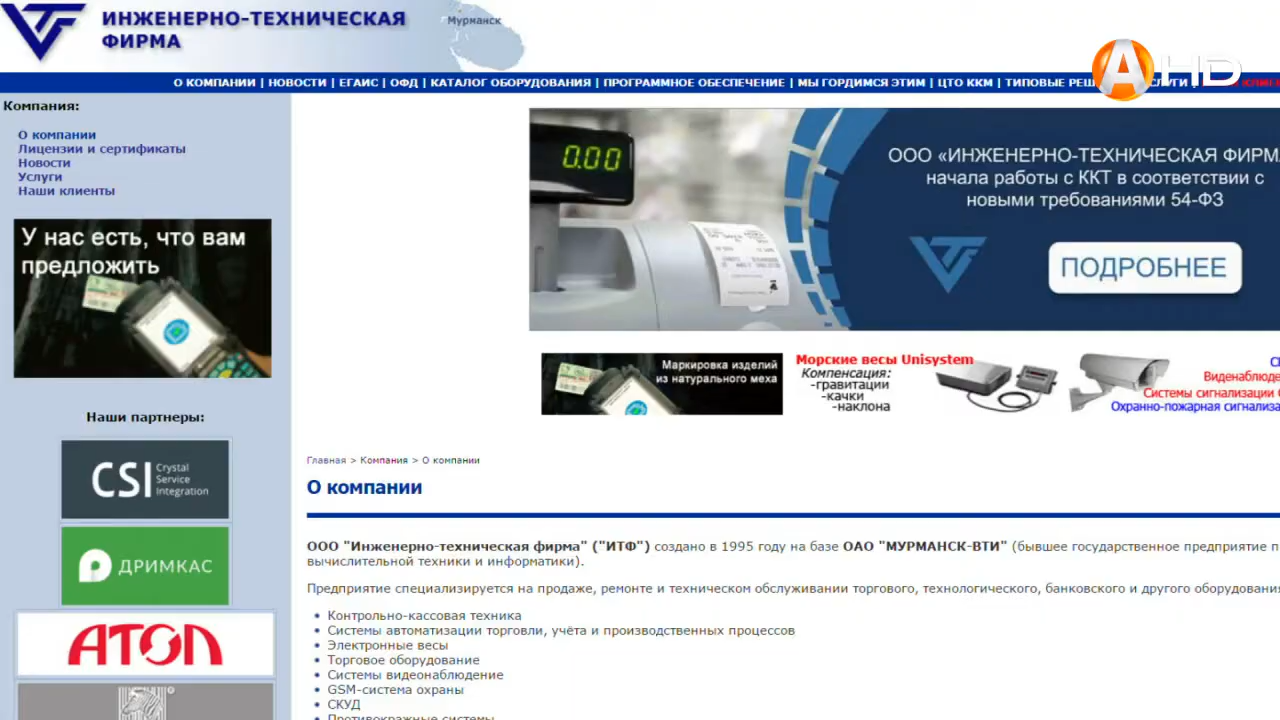 ИНЖЕНЕРНО-ТЕХНИЧЕСКАЯ
ФИРМА
Мурманск
О КОМПАНИИ | НОВОСТИ | ЕГАИС | ОФД | КАТАЛОГ ОБОРУДОВАНИЯ | ПРОГРАММНОЕ ОБЕСПЕЧЕНИЕ | МЫ ГОРДИМСЯ ЭТИМ | ЦТО ККМ | ТИПОВЫЕ
HD
Компания:
О компании
Лицензии и сертификаты
Новости
Услуги
Наши клиенты
У нас есть, что вам
предложить
Наши партнеры:
CSI Crystal
Service
Integration
ДРИМКАС
АТОЛ
0.00
ООО «ИНЖЕНЕРНО-ТЕХНИЧЕСКАЯ ФИРМА
начала работы с ККТ в соответствии с
новыми требованиями 54-ФЗ
ПОДРОБНЕЕ
Маркировка изделий
из натурального меха
Морские весы Unisystem
Компенсация:
-гравитации
-качки
-наклона
Виденаблюде
Системы сигнализации
Охранно-пожарная сигнализа
Главная > Компания > О компании
О компании
ООО "Инженерно-техническая фирма" ("ИТФ") создано в 1995 году на базе ОАО "МУРМАНСК-ВТИ" (бывшее государственное предприятие п
вычислительной техники и информатики).
Предприятие специализируется на продаже, ремонте и техническом обслуживании торгового, технологического, банковского и другого оборудования
• Контрольно-кассовая техника
• Системы автоматизации торговли, учёта и производственных процессов
• Электронные весы
• Торговое оборудование
• Системы видеонаблюдение
• GSM-система охраны
• СКУД
• Противокражные системы